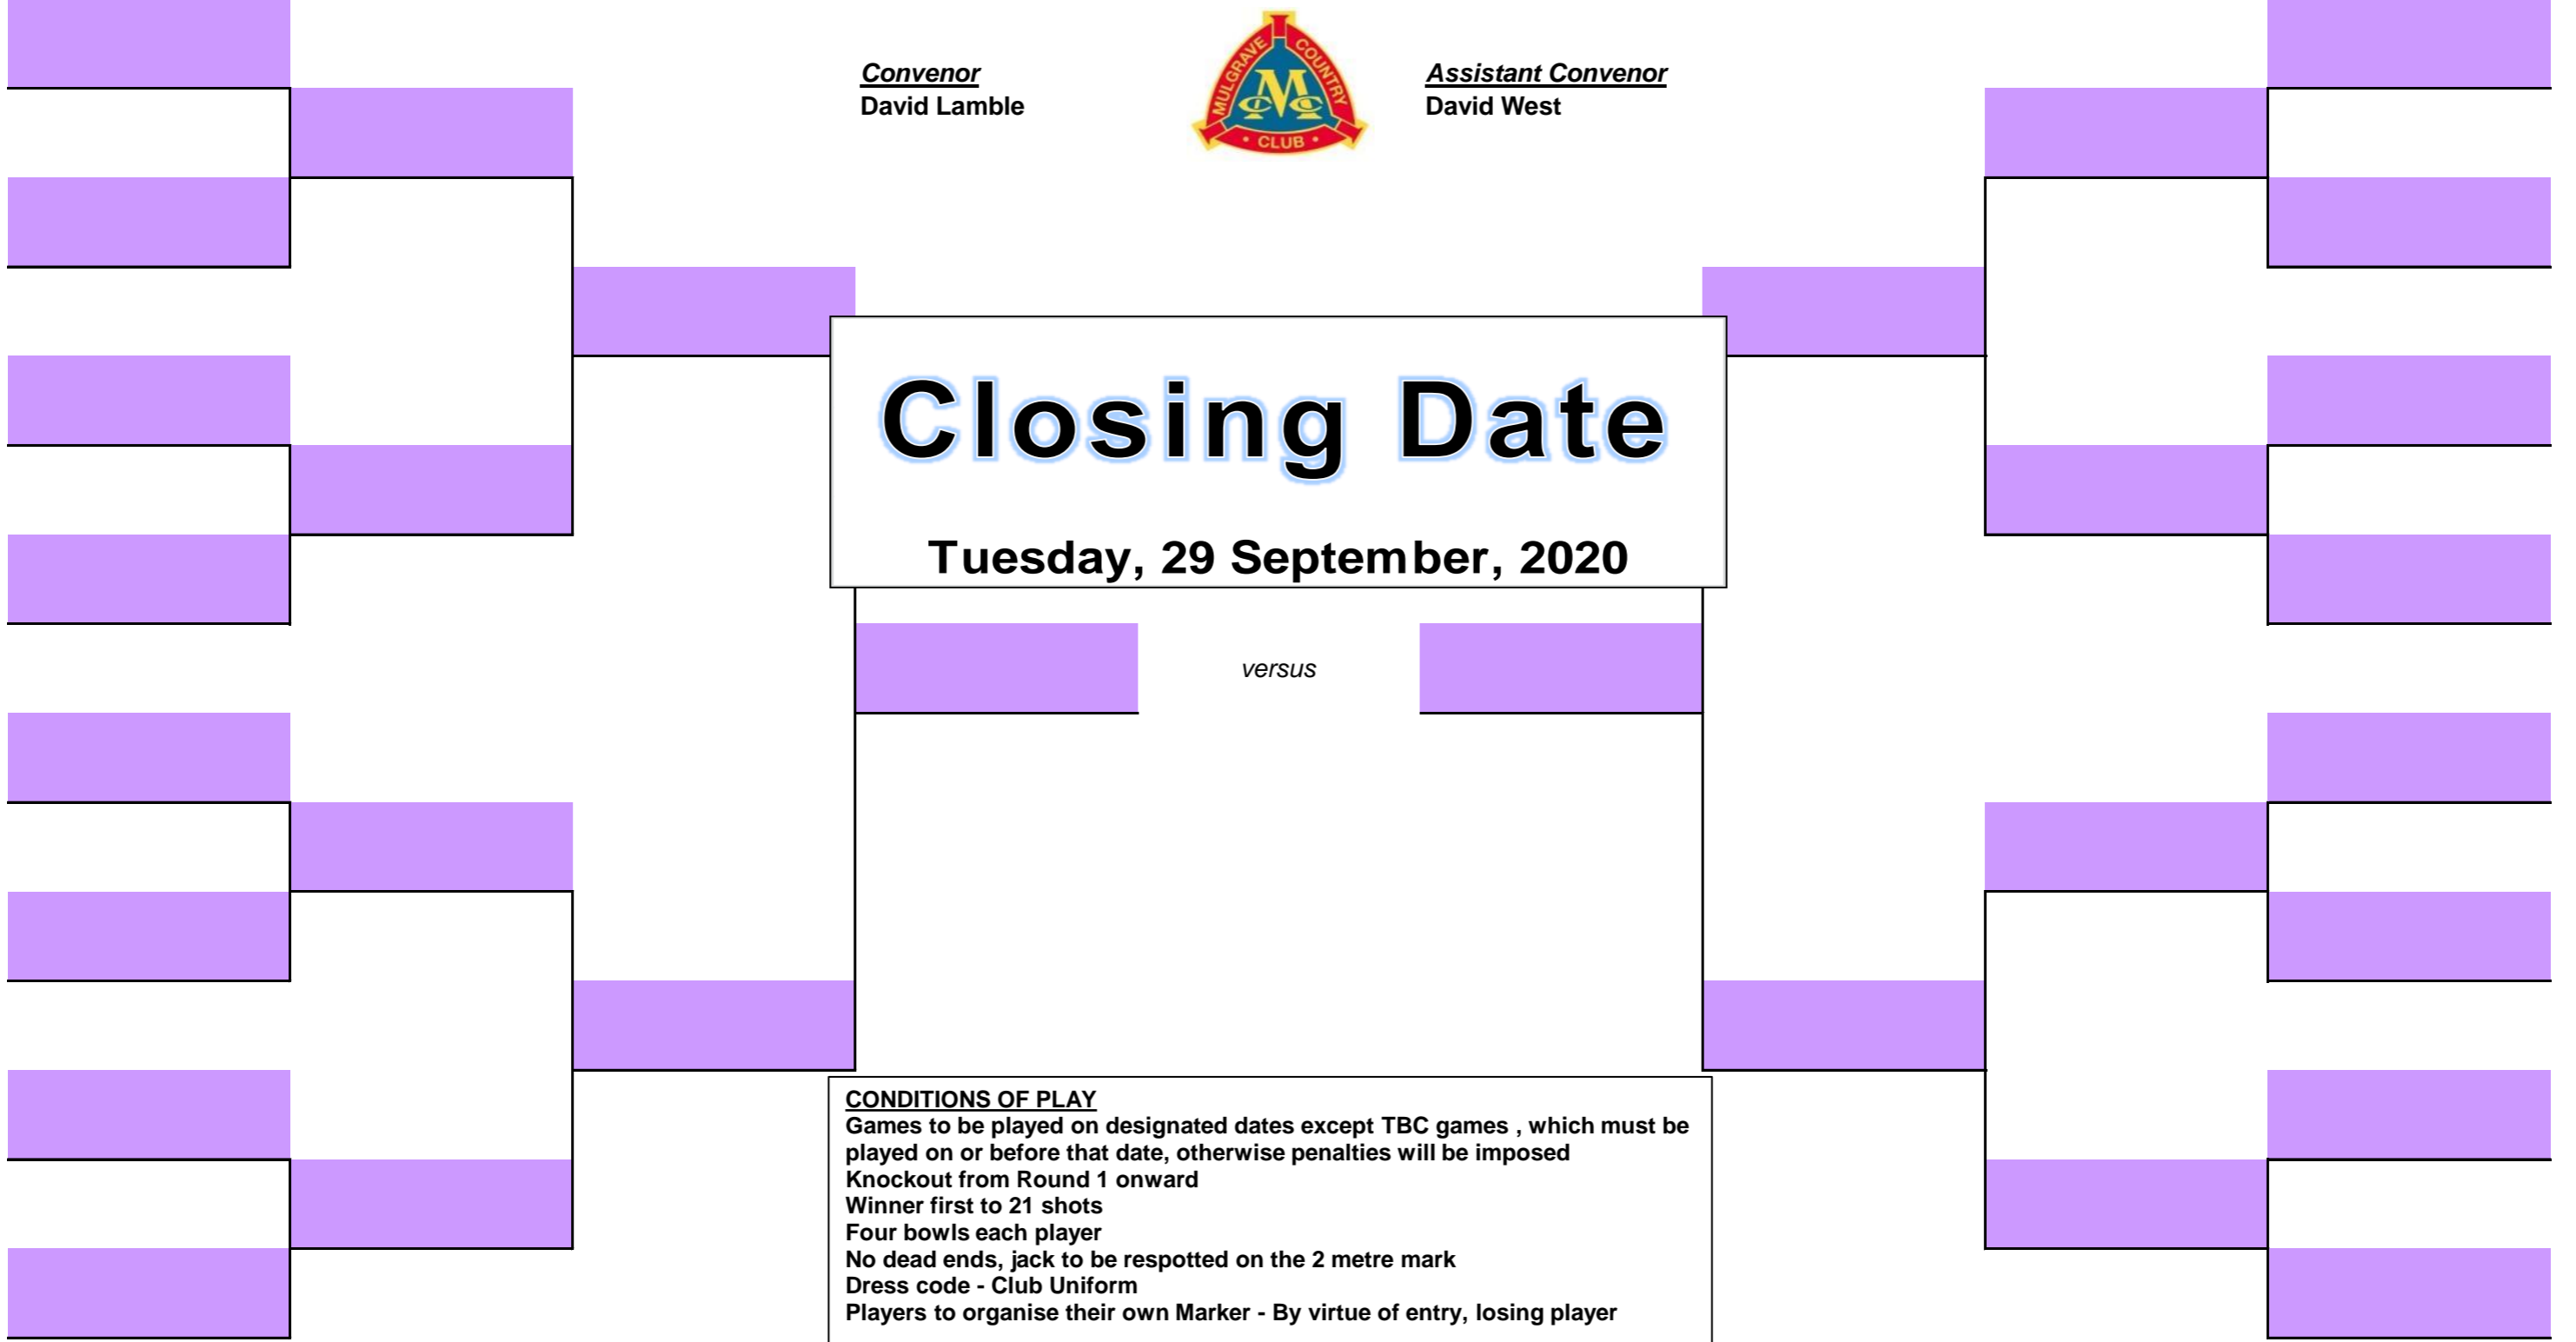 Convenor
David Lamble
MULGRAVE COUNTRY
MCC
CLUB
Assistant Convenor
David West
Closing Date
Tuesday, 29 September, 2020
versus
CONDITIONS OF PLAY
Games to be played on designated dates except TBC games , which must be
played on or before that date, otherwise penalties will be imposed
Knockout from Round 1 onward
Winner first to 21 shots
Four bowls each player
No dead ends, jack to be respotted on the 2 metre mark
Dress code - Club Uniform
Players to organise their own Marker - By virtue of entry, losing player